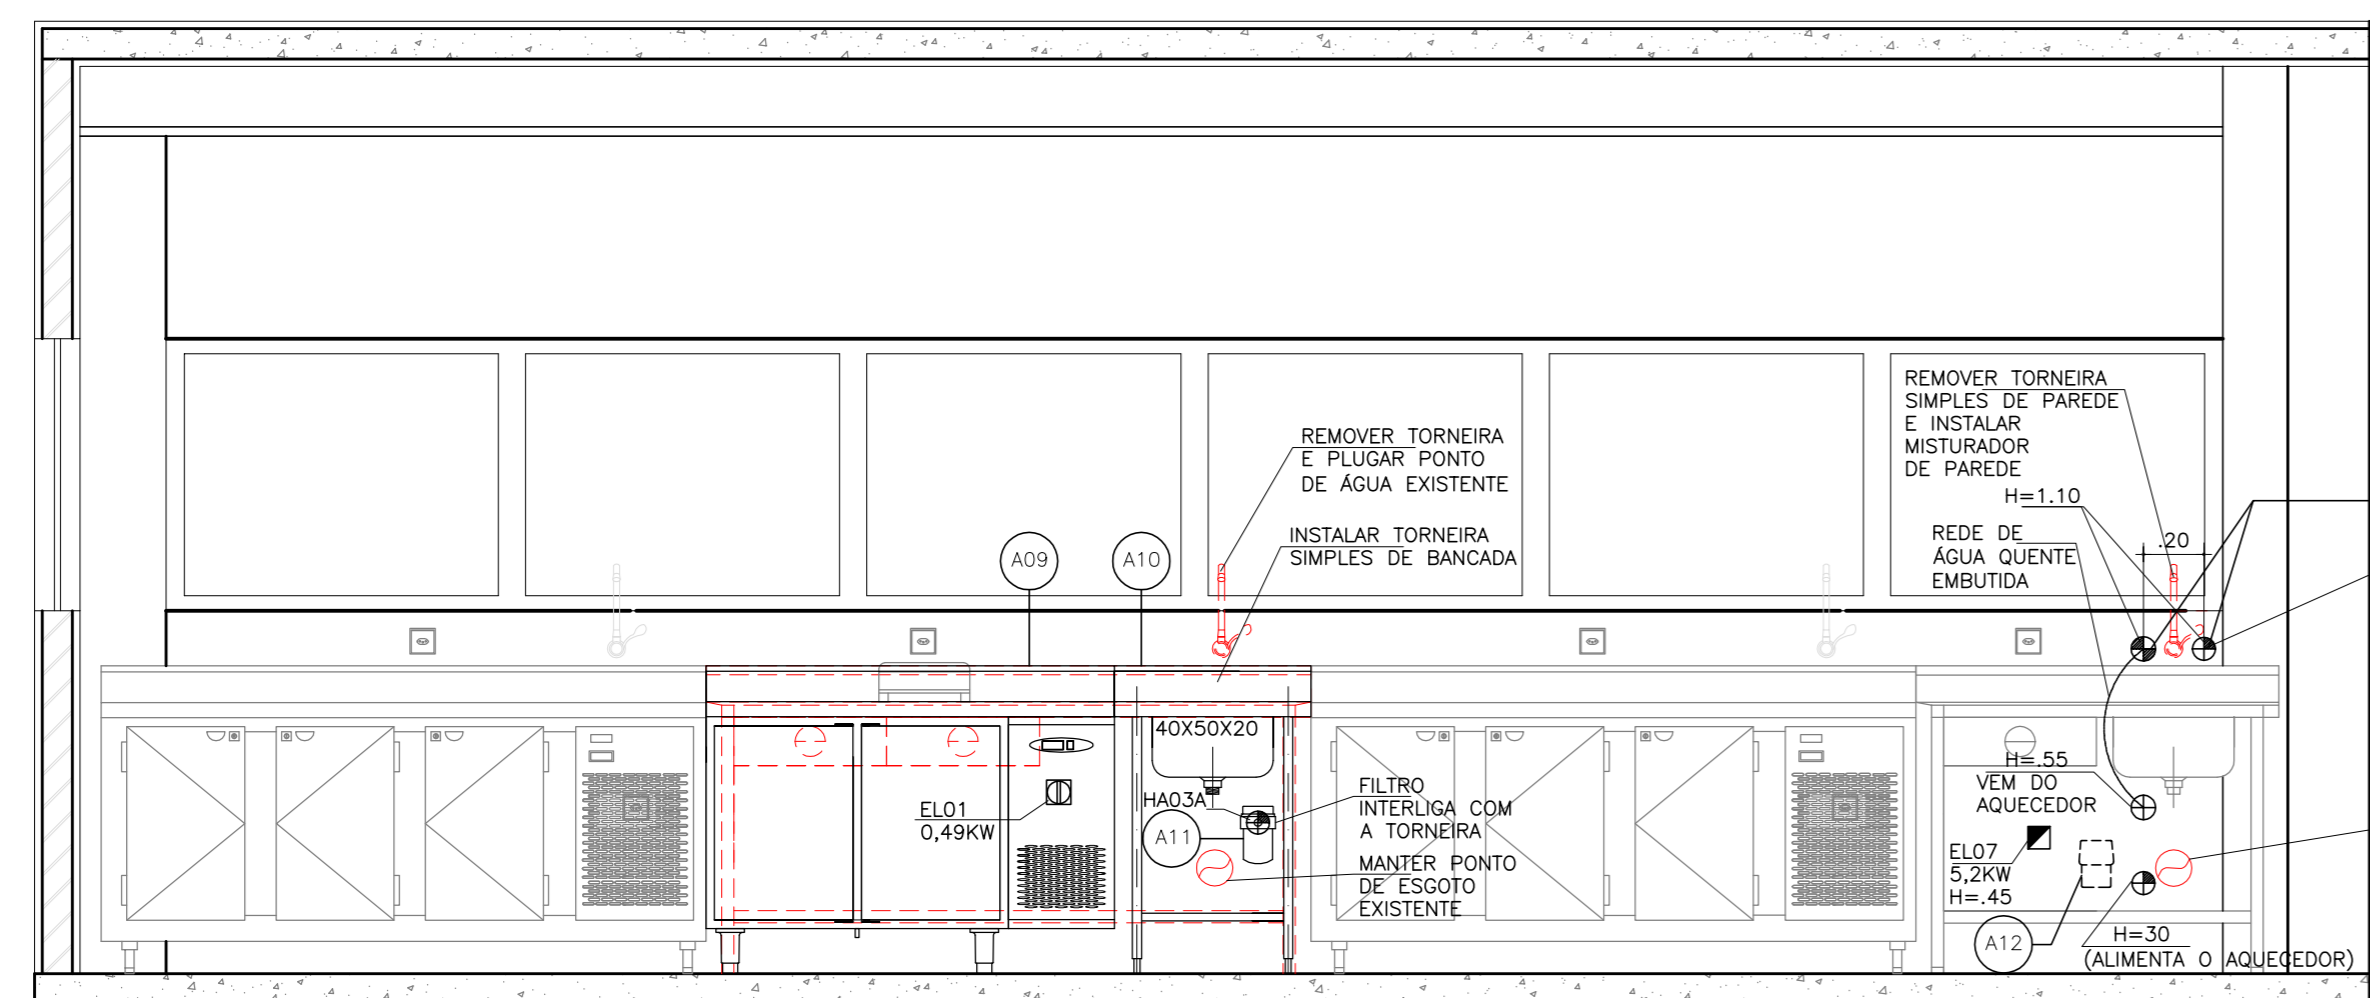 REMOVER TORNEIRA
SIMPLES DE PAREDE
E INSTALAR
MISTURADOR
DE PAREDE
H=1.10
REDE DE
ÁGUA QUENTE
EMBUTIDA
.20
REMOVER TORNEIRA
E PLUGAR PONTO
DE ÁGUA EXISTENTE
INSTALAR TORNEIRA
SIMPLES DE BANCADA
A09
A10
40X50X20
EL01
0,49KW
HA03A
A11
FILTRO
INTERLIGA COM
A TORNEIRA
MANTER PONTO
DE ESGOTO
EXISTENTE
H=.55
VEM DO
AQUECEDOR
EL07
5,2KW
H=.45
A12
H=30
(ALIMENTA O AQUECEDOR)